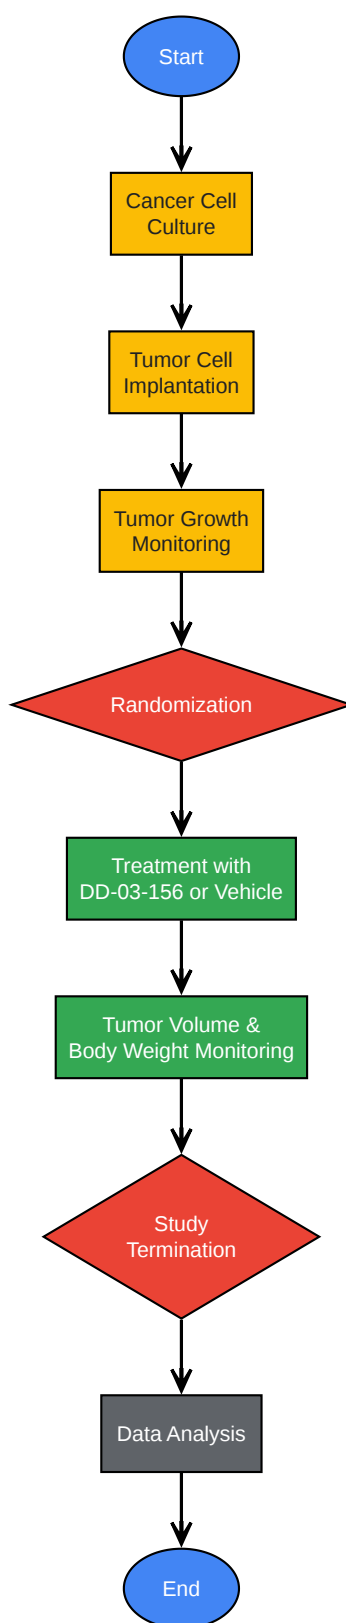 Start
Cancer Cell
Culture
Tumor Cell
Implantation
Tumor Growth
Monitoring
Randomization
Treatment with
DD-03-156 or Vehicle
Tumor Volume &
Body Weight Monitoring
Study
Termination
Data Analysis
End